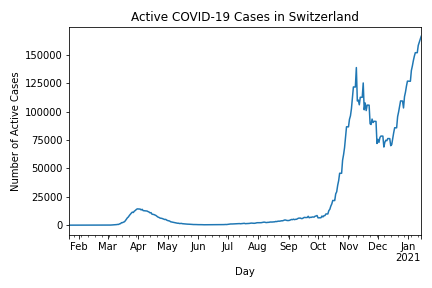 Active COVID-19 Cases in Switzerland
Number of Active Cases
150000
125000
100000
75000
50000
25000
0
Feb Mar Apr May Jun Jul Aug Sep Oct Nov Dec Jan
2021
Day